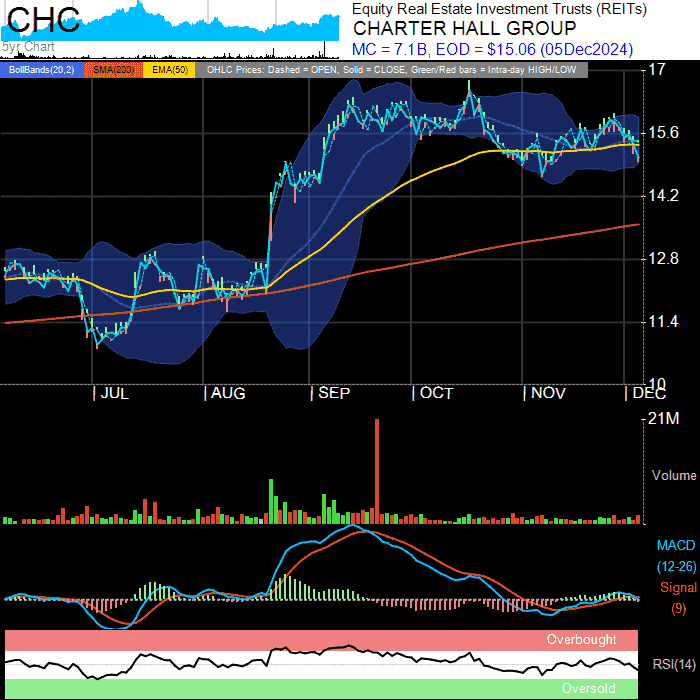 CHC
5yr Chart
Equity Real Estate Investment Trusts (REITs)
CHARTER HALL GROUP
MC = 7.1B, EOD = $15.06 (05Dec2024)
BollBands(20,2) SMA(200) EMA(50) OHLC Prices: Dashed = OPEN, Solid = CLOSE, Green/Red bars = Intra-day HIGH/LOW
17
15.6
14.2
12.8
11.4
10
JUL AUG SEP OCT NOV DEC
21M
Volume
MACD
(12-26)
Signal
(9)
Overbought
RSI(14)
Oversold